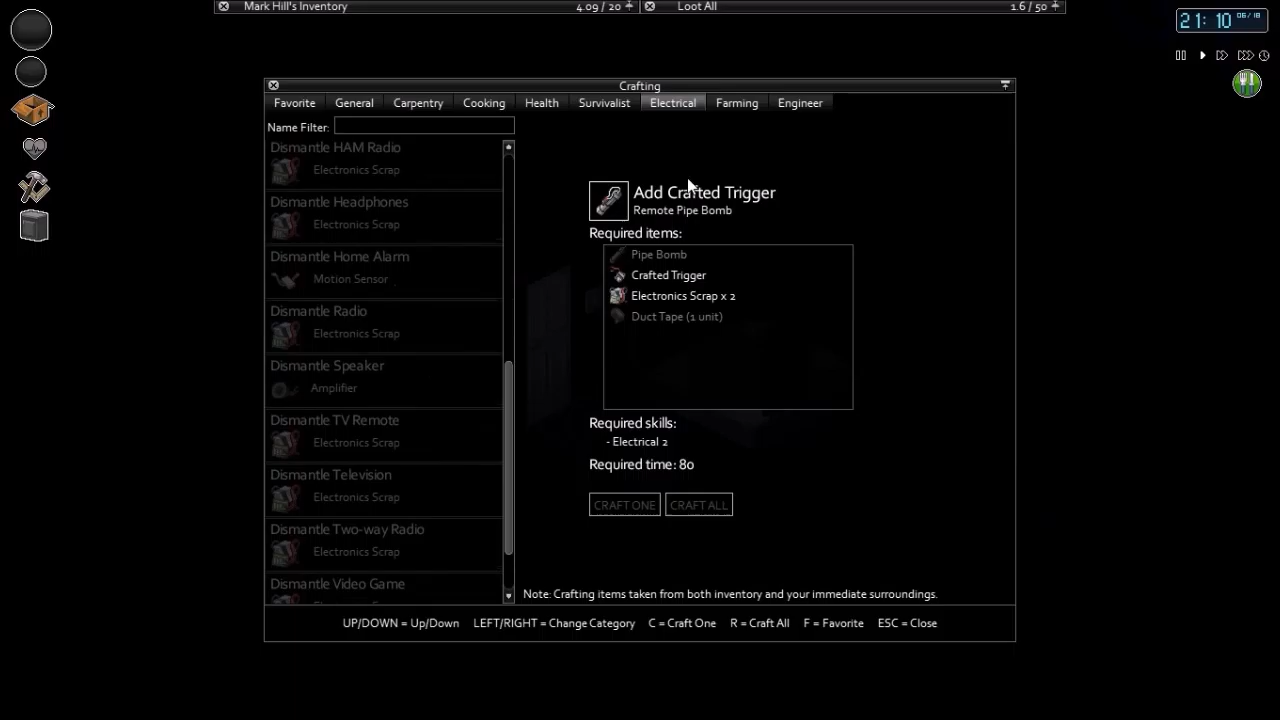 Mark Hill's Inventory 4.09 / 20
Loot All 1.6 / 50
21:10 06/18
Crafting
Favorite General Carpentry Cooking Health Survivalist Electrical Farming Engineer
Name Filter:
Dismantle HAM Radio
Electronics Scrap
Dismantle Headphones
Electronics Scrap
Dismantle Home Alarm
Motion Sensor
Dismantle Radio
Electronics Scrap
Dismantle Speaker
Amplifier
Dismantle TV Remote
Electronics Scrap
Dismantle Television
Electronics Scrap
Dismantle Two-way Radio
Electronics Scrap
Dismantle Video Game
Add Crafted Trigger
Remote Pipe Bomb
Required items:
Pipe Bomb
Crafted Trigger
Electronics Scrap x 2
Duct Tape (1 unit)
Required skills:
- Electrical 2
Required time: 80
CRAFT ONE CRAFT ALL
Note: Crafting items taken from both inventory and your immediate surroundings.
UP/DOWN = Up/Down LEFT/RIGHT = Change Category C = Craft One R = Craft All F = Favorite ESC = Close